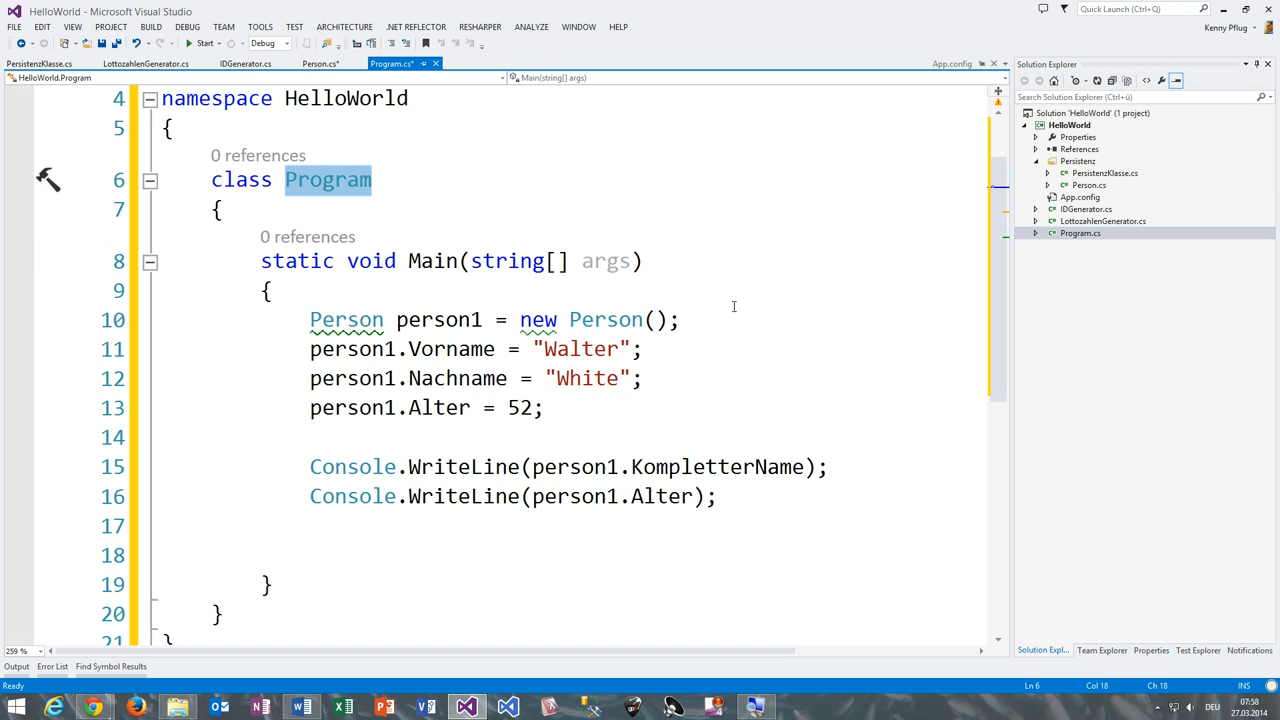 HelloWorld - Microsoft Visual Studio
Quick Launch (Ctrl+Q)
FILE EDIT VIEW PROJECT BUILD DEBUG TEAM TOOLS TEST ARCHITECTURE .NET REFLECTOR RESHARPER ANALYZE WINDOW HELP
Kenny Pflug
Start Debug
PersistenzKlasse.cs LottozahlenGenerator.cs IDGenerator.cs Person.cs* Program.cs* App.config
HelloWorld.Program Main(string[] args)
4 namespace HelloWorld
5 {
0 references
6 class Program
7 {
0 references
8 static void Main(string[] args)
9 {
10 Person person1 = new Person();
11 person1.Vorname = "Walter";
12 person1.Nachname = "White";
13 person1.Alter = 52;
14
15 Console.WriteLine(person1.KompletterName);
16 Console.WriteLine(person1.Alter);
17
18
19 }
20 }
21 }
259 %
Solution Explorer
Search Solution Explorer (Ctrl+ü)
Solution 'HelloWorld' (1 project)
HelloWorld
Properties
References
Persistenz
PersistenzKlasse.cs
Person.cs
App.config
IDGenerator.cs
LottozahlenGenerator.cs
Program.cs
Solution Expl... Team Explorer Properties Test Explorer Notifications
Output Error List Find Symbol Results
Ready Ln 6 Col 18 Ch 18 INS
DEU
07:58
27.03.2014